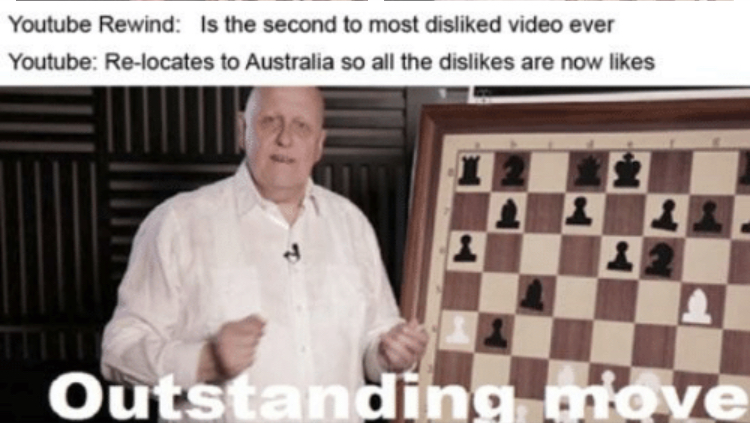 Youtube Rewind: Is the second to most disliked video ever
Youtube: Re-locates to Australia so all the dislikes are now likes
Outstanding move